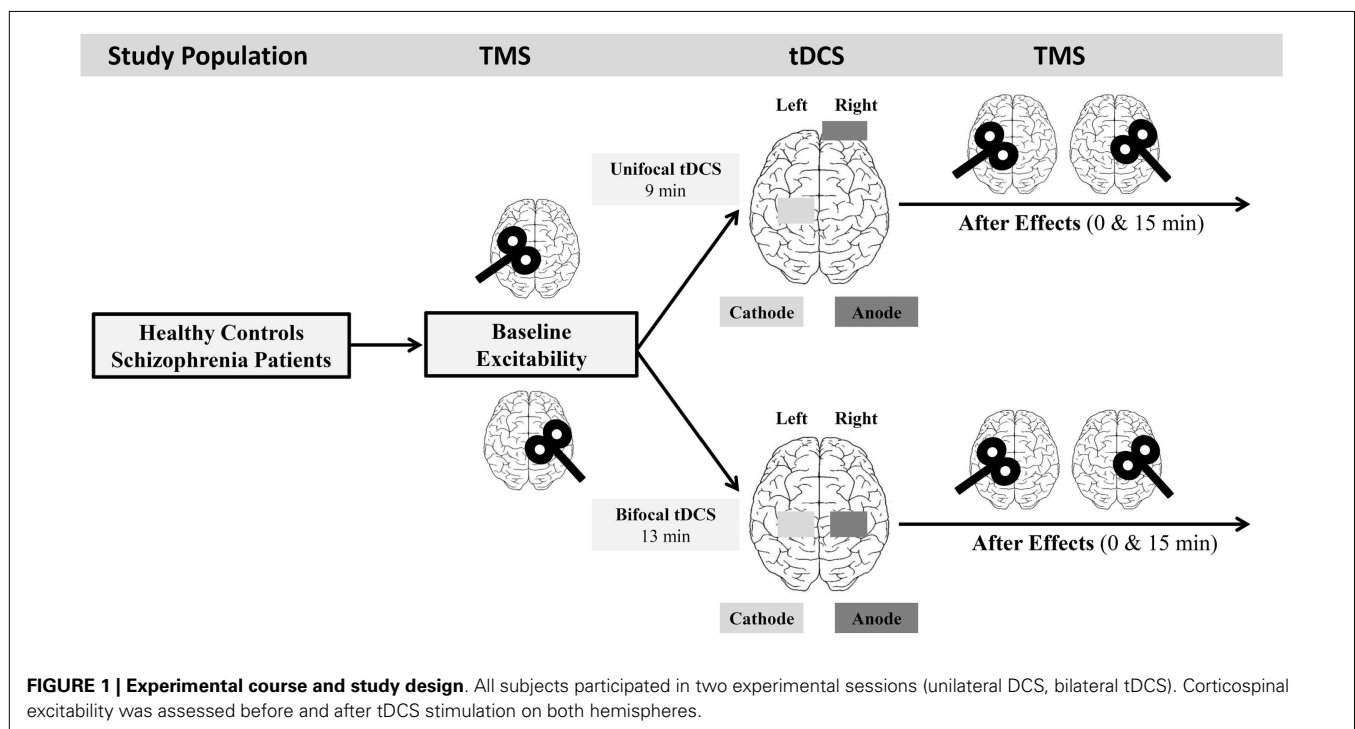 Study Population TMS tDCS TMS
Left Right
Unifocal tDCS
9 min
After Effects (0 & 15 min)
Cathode Anode
Healthy Controls
Schizophrenia Patients
Baseline
Excitability
Left Right
Bifocal tDCS
13 min
After Effects (0 & 15 min)
Cathode Anode
FIGURE 1 | Experimental course and study design. All subjects participated in two experimental sessions (unilateral DCS, bilateral tDCS). Corticospinal
excitability was assessed before and after tDCS stimulation on both hemispheres.